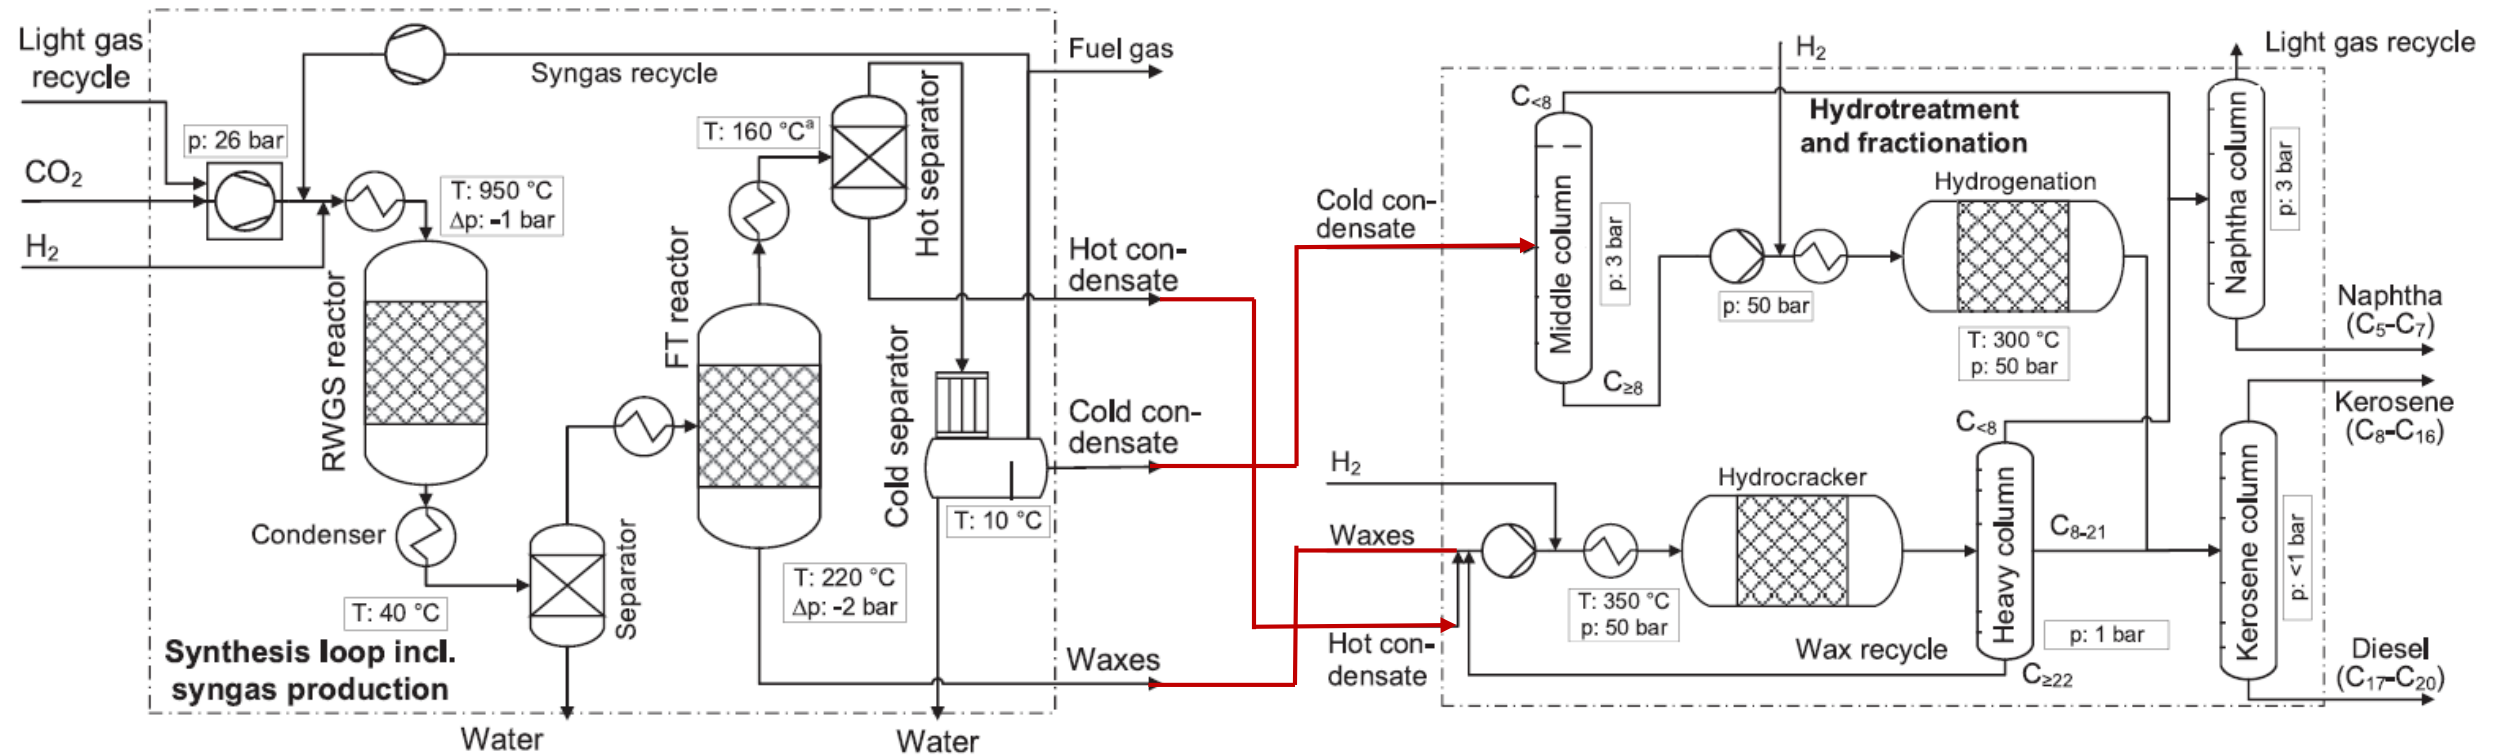 Light gas
recycle
CO₂
H₂
p: 26 bar
Syngas recycle
T: 950 °C
Δp: -1 bar
RWGS reactor
Condenser
T: 40 °C
Separator
Water
Synthesis loop incl.
syngas production
FT reactor
T: 160 °Cª
T: 220 °C
Δp: -2 bar
Hot separator
Cold separator
T: 10 °C
Water
Fuel gas
Hot con-
densate
Cold con-
densate
Waxes
Cold con-
densate
H₂
Waxes
Hot con-
densate
C<8
Middle column
p: 3 bar
C≥8
H₂
Hydrotreatment
and fractionation
p: 50 bar
Hydrogenation
T: 300 °C
p: 50 bar
Hydrocracker
T: 350 °C
p: 50 bar
Wax recycle
C<8
Heavy column
C8-21
p: 1 bar
C≥22
Light gas recycle
Naphtha column
p: 3 bar
Naphtha
(C₅–C₇)
Kerosene
(C₈–C₁₆)
Kerosene column
p: <1 bar
Diesel
(C₁₇–C₂₀)